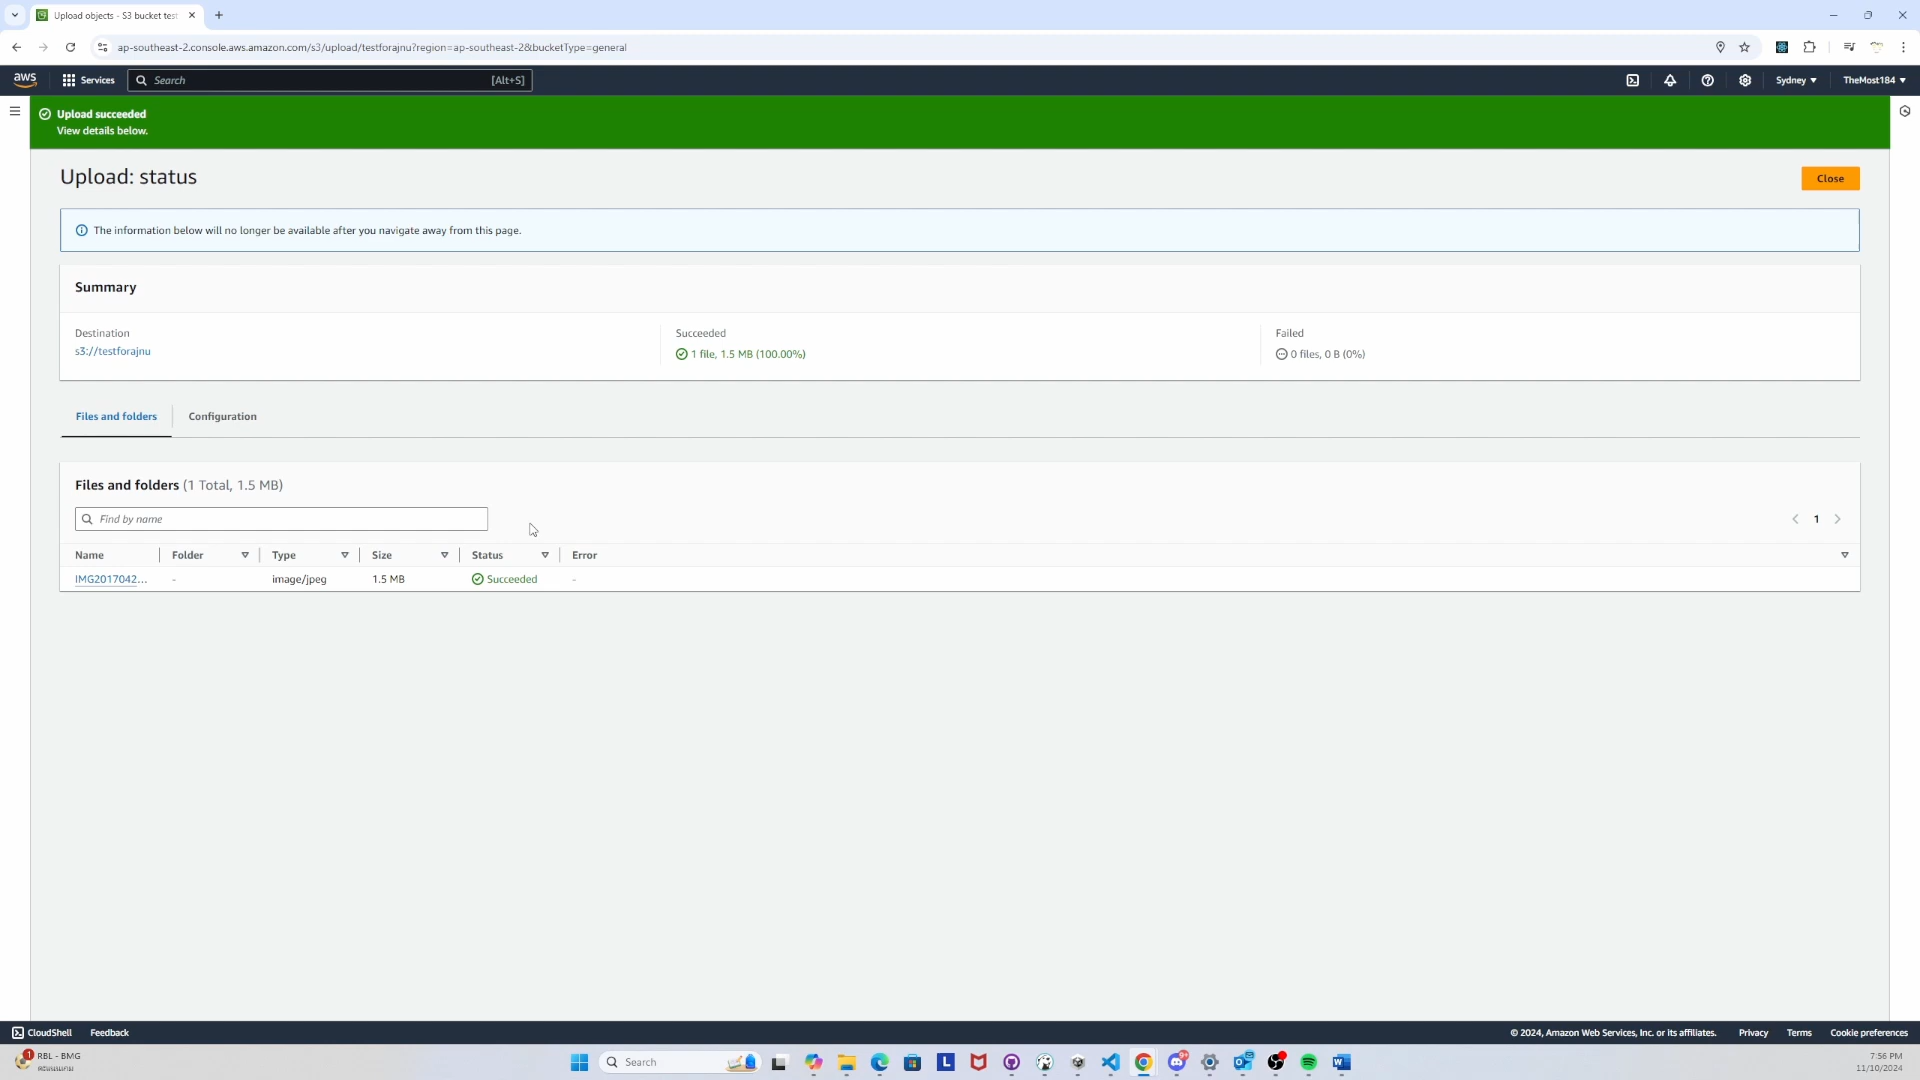 Upload objects - S3 bucket test
ap-southeast-2.console.aws.amazon.com/s3/upload/testforajnu?region=ap-southeast-2&bucketType=general
aws
Services
Search
[Alt+S]
Sydney
TheMost184
Upload succeeded
View details below.
Upload: status
Close
The information below will no longer be available after you navigate away from this page.
Summary
Destination
s3://testforajnu
Succeeded
1 file, 1.5 MB (100.00%)
Failed
0 files, 0 B (0%)
Files and folders
Configuration
Files and folders (1 Total, 1.5 MB)
Find by name
1
Name
Folder
Type
Size
Status
Error
IMG2017042...
-
image/jpeg
1.5 MB
Succeeded
-
CloudShell
Feedback
© 2024, Amazon Web Services, Inc. or its affiliates.
Privacy
Terms
Cookie preferences
1
RBL - BMG
Search
L
9+
7:56 PM
11/10/2024